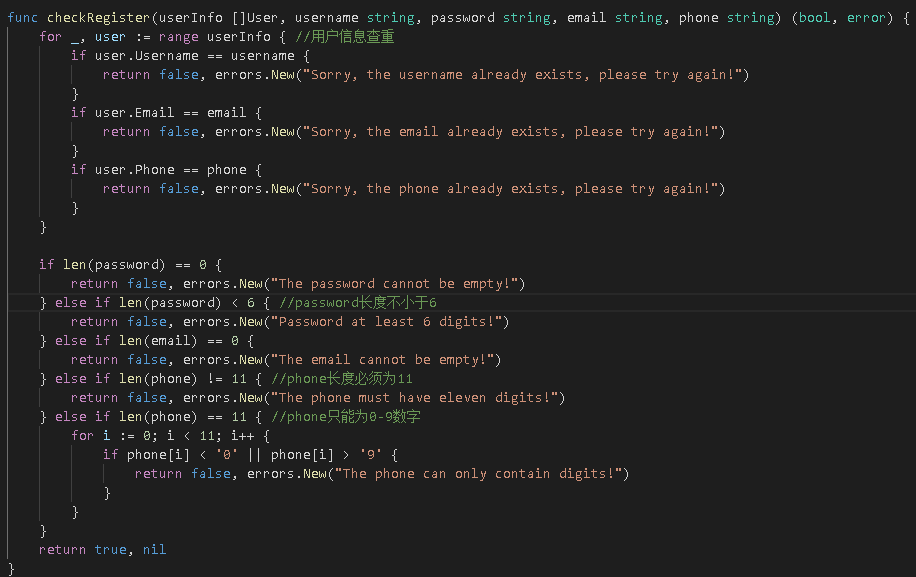 func checkRegister(userInfo []User, username string, password string, email string, phone string) (bool, error) {
    for _, user := range userInfo { //用户信息查重
        if user.Username == username {
            return false, errors.New("Sorry, the username already exists, please try again!")
        }
        if user.Email == email {
            return false, errors.New("Sorry, the email already exists, please try again!")
        }
        if user.Phone == phone {
            return false, errors.New("Sorry, the phone already exists, please try again!")
        }
    }

    if len(password) == 0 {
        return false, errors.New("The password cannot be empty!")
    } else if len(password) < 6 { //password长度不小于6
        return false, errors.New("Password at least 6 digits!")
    } else if len(email) == 0 {
        return false, errors.New("The email cannot be empty!")
    } else if len(phone) != 11 { //phone长度必须为11
        return false, errors.New("The phone must have eleven digits!")
    } else if len(phone) == 11 { //phone只能为0-9数字
        for i := 0; i < 11; i++ {
            if phone[i] < '0' || phone[i] > '9' {
                return false, errors.New("The phone can only contain digits!")
            }
        }
    }
    return true, nil
}